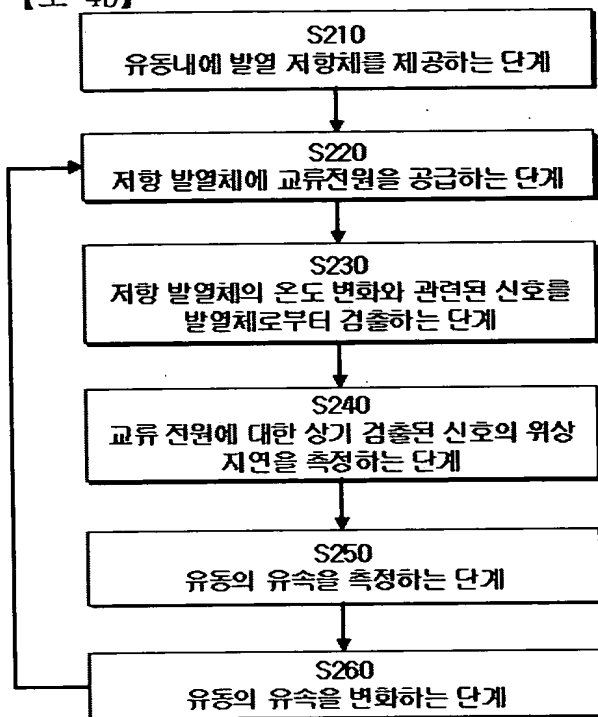 【도 4b】
S210
유동내에 발열 저항체를 제공하는 단계
S220
저항 발열체에 교류전원을 공급하는 단계
S230
저항 발열체의 온도 변화와 관련된 신호를
발열체로부터 검출하는 단계
S240
교류 전원에 대한 상기 검출된 신호의 위상
지연을 측정하는 단계
S250
유동의 유속을 측정하는 단계
S260
유동의 유속을 변화하는 단계